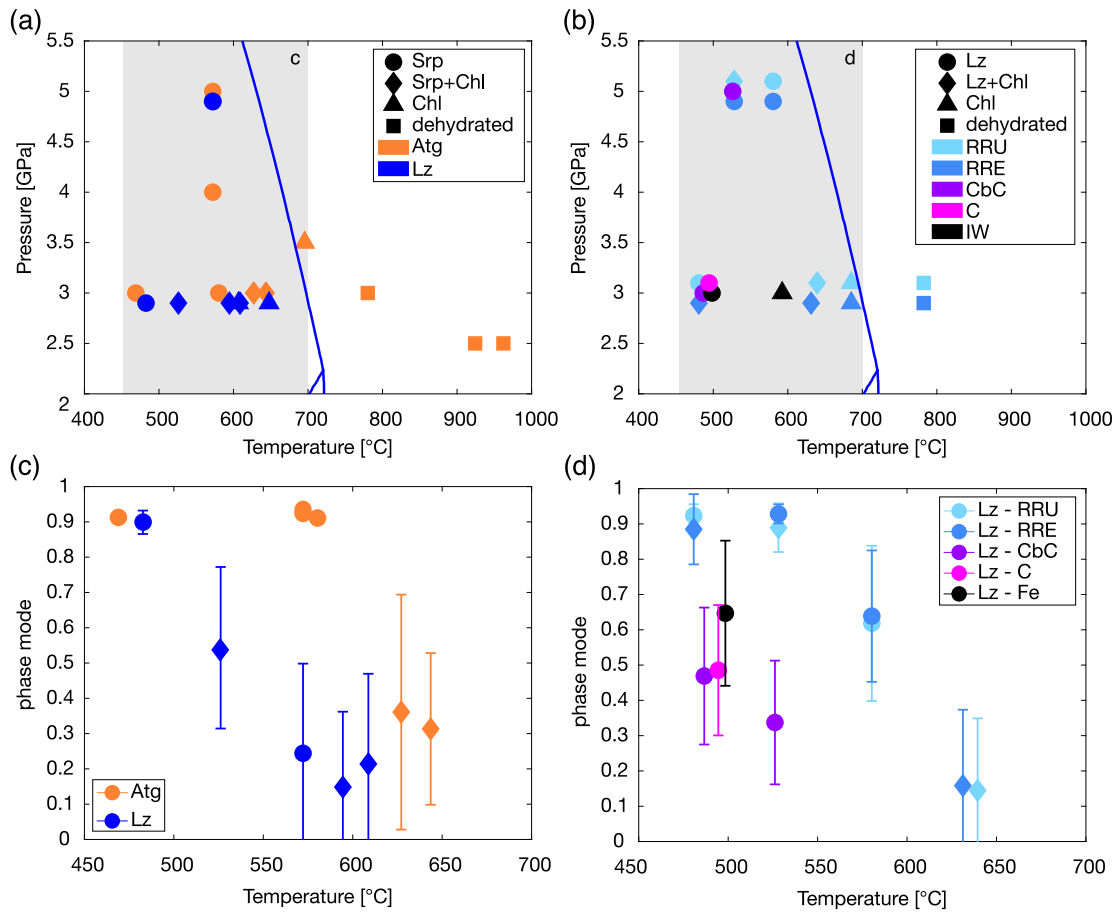 (a)
5.5
5
4.5
4
3.5
3
2.5
2
Pressure [GPa]
c
Srp
Srp+Chl
Chl
dehydrated
Atg
Lz
400 500 600 700 800 900 1000
Temperature [°C]
(b)
5.5
5
4.5
4
3.5
3
2.5
2
Pressure [GPa]
d
Lz
Lz+Chl
Chl
dehydrated
RRU
RRE
CbC
C
IW
400 500 600 700 800 900 1000
Temperature [°C]
(c)
1
0.9
0.8
0.7
0.6
0.5
0.4
0.3
0.2
0.1
0
phase mode
Atg
Lz
450 500 550 600 650 700
Temperature [°C]
(d)
1
0.9
0.8
0.7
0.6
0.5
0.4
0.3
0.2
0.1
0
phase mode
Lz - RRU
Lz - RRE
Lz - CbC
Lz - C
Lz - Fe
450 500 550 600 650 700
Temperature [°C]